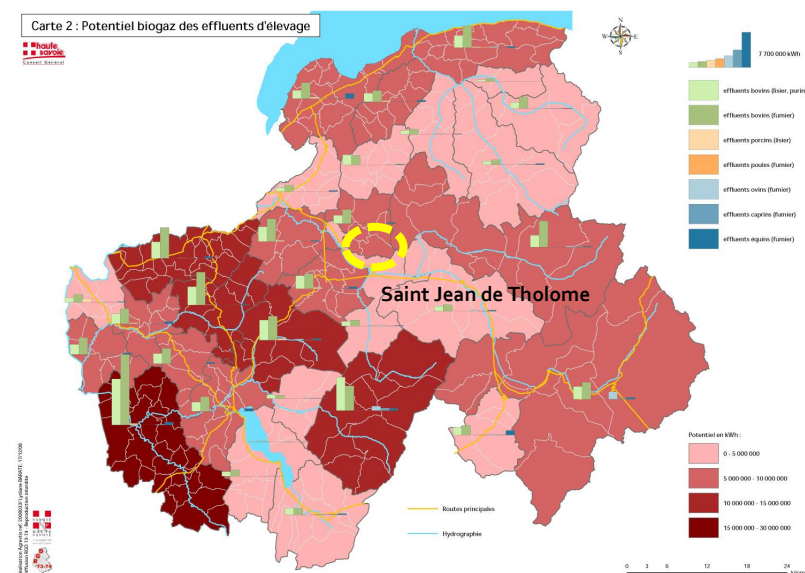 Carte 2 : Potentiel biogaz des effluents d'élevage
haute
savoie
Conseil Général
N
W
E
S
7 700 000 kWh
effluents bovins (lisier, purin
effluents bovins (fumier)
effluents porcins (lisier)
effluents poules (fumier)
effluents ovins (fumier)
effluents caprins (fumier)
effluents équins (fumier)
Saint Jean de Tholome
Potentiel en kWh :
0 - 5 000 000
5 000 000 - 10 000 000
10 000 000 - 15 000 000
15 000 000 - 30 000 000
Routes principales
Hydrographie
0 3 6 12 18 24